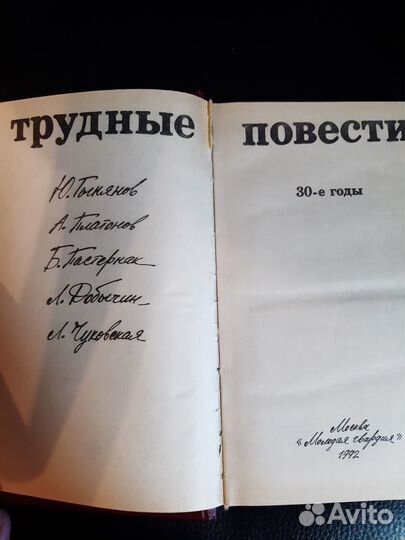 трудные повести
Ю. Тынянов
А. Платонов
Б. Пастернак
Л. Добычин
Л. Чуковская
30-е годы
Москва
«Молодая гвардия»
1992
Avito